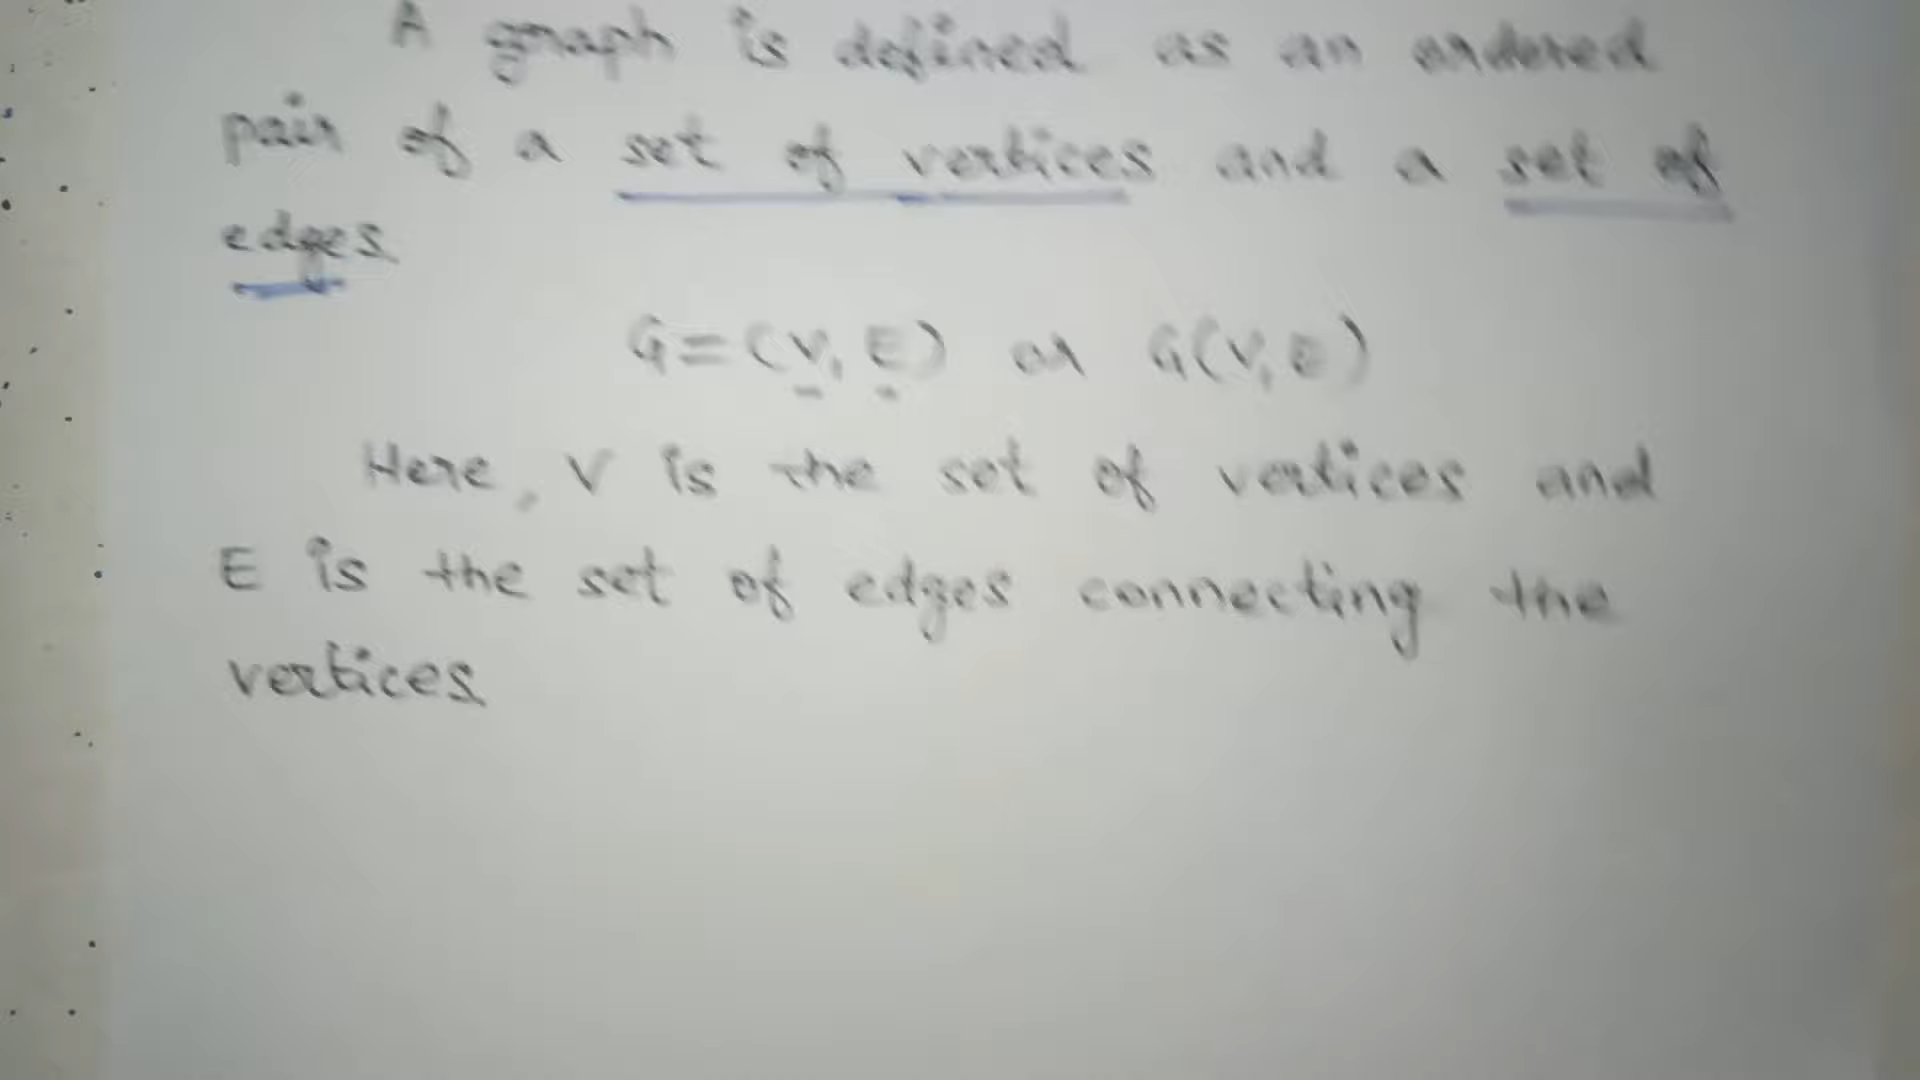 A graph is defined as an ordered
pair of a set of vertices and a set of
edges.
G=(V, E) or G(V, E)
Here, V is the set of vertices and
E is the set of edges connecting the
vertices.